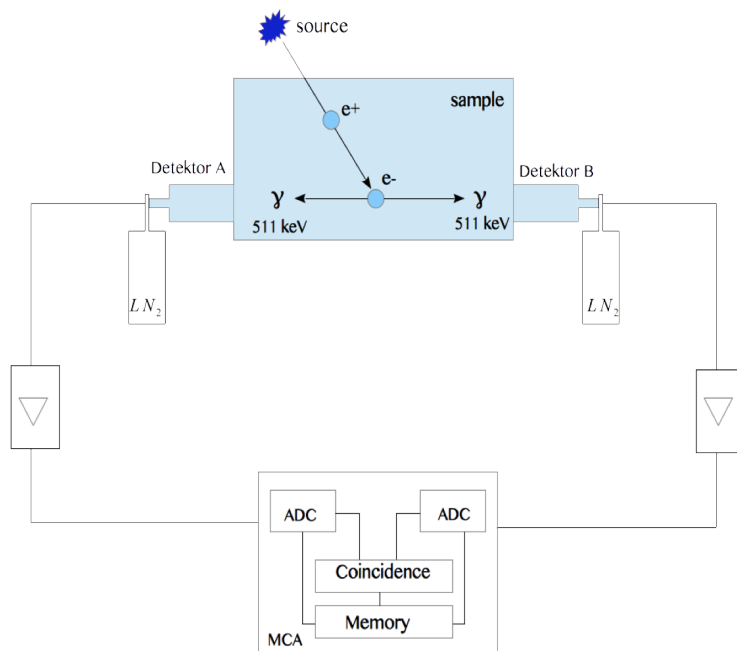 source
e+
sample
Detektor A
e-
Detektor B
γ
γ
511 keV
511 keV
LN₂
LN₂
ADC
ADC
Coincidence
Memory
MCA